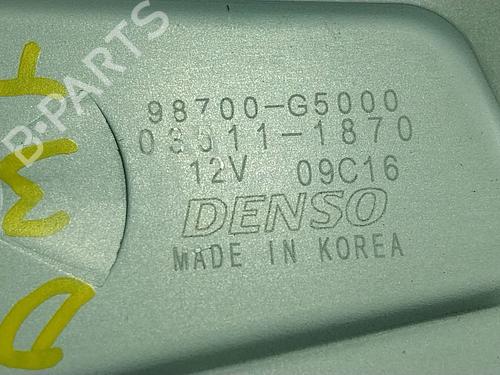 98700-G5000
03511-1870
12V 09C16
DENSO
MADE IN KOREA
B-PARTS